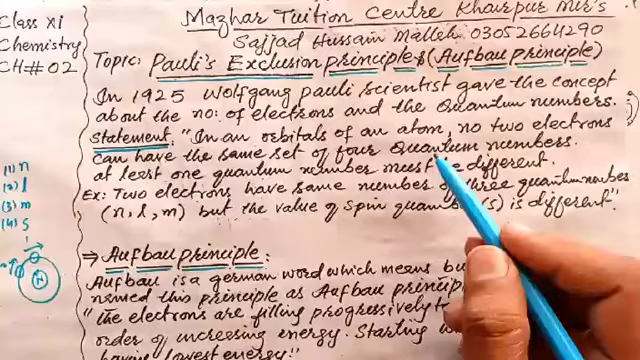 Class xi
Chemistry
CH#02
Mazhar Tuition Centre Khairpur Mir's
Sajjad Hussain Malleh 03052664290
Topic: Pauli's Exclusion principle & (Aufbau principle)
In 1925 Wolfgang pauli scientist gave the concept
about the no: of electrons and the Quantum numbers.
Statement: "In an orbitals of an atom, no two electrons
can have the same set of four Quantum numbers.
at least one quantum number must be different.
Ex: Two electrons have same number of three quantum numbers
(n, l, m) but the value of spin quan (s) is different".
(1) n
(2) l
(3) m
(4) s
N
⇒ Aufbau principle:
Aufbau is a german word which means bu
named this principle as Aufbau princip
"the electrons are filling progressively
order of increasing energy. Starting
having lowest energy"